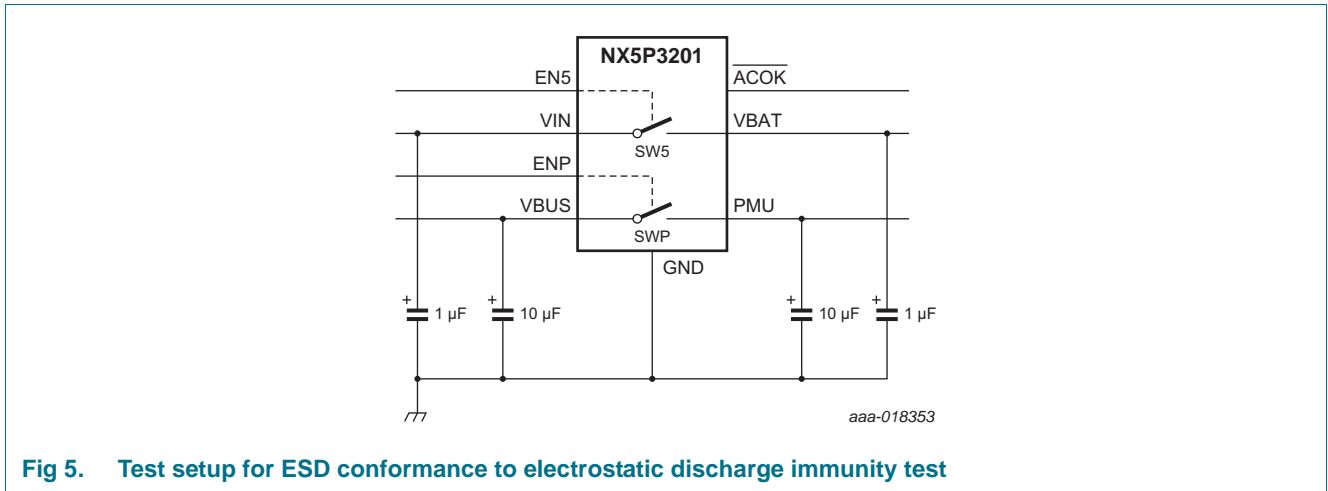 NX5P3201
EN5
ACOK
VIN
VBAT
SW5
ENP
VBUS
PMU
SWP
GND
+ 1 µF
+ 10 µF
+ 10 µF
+ 1 µF
aaa-018353
Fig 5. Test setup for ESD conformance to electrostatic discharge immunity test